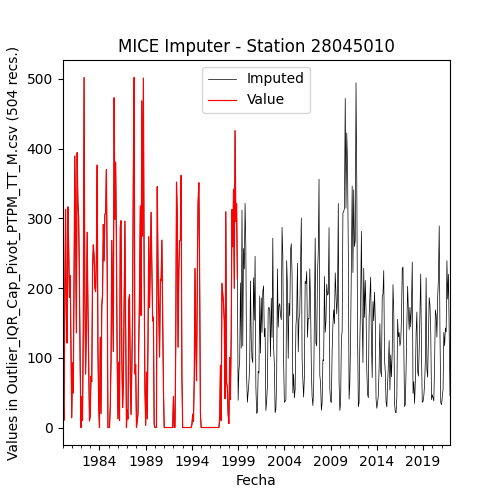 MICE Imputer - Station 28045010
Values in Outlier_IQR_Cap_Pivot_PTPM_TT_M.csv (504 recs.)
500
400
300
200
100
0
Imputed
Value
1984 1989 1994 1999 2004 2009 2014 2019
Fecha